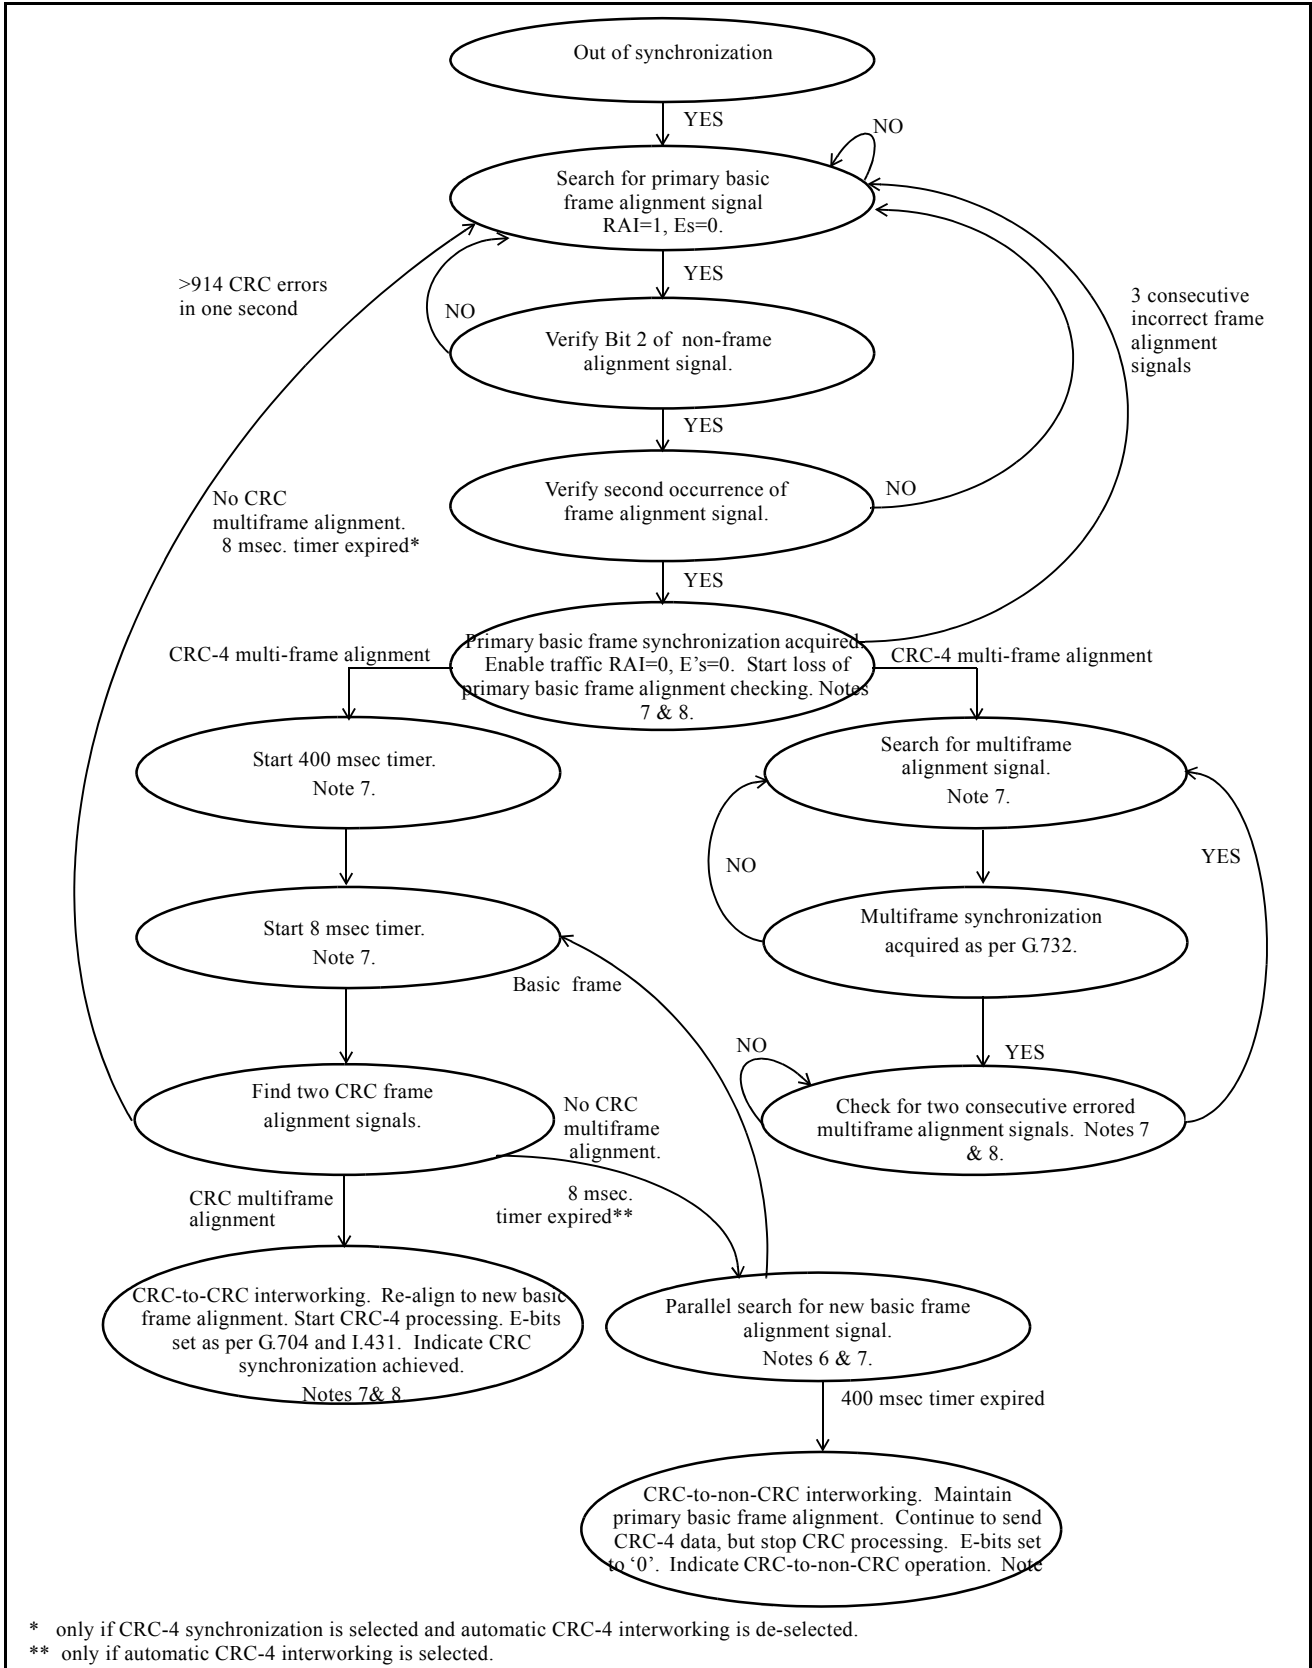 Out of synchronization
YES
NO
Search for primary basic
frame alignment signal
RAI=1, Es=0.
YES
>914 CRC errors
in one second
NO
3 consecutive
incorrect frame
alignment
signals
Verify Bit 2 of non-frame
alignment signal.
YES
Verify second occurrence of
frame alignment signal.
NO
No CRC
multiframe alignment.
8 msec. timer expired*
YES
CRC-4 multi-frame alignment
Primary basic frame synchronization acquired.
Enable traffic RAI=0, E's=0. Start loss of
primary basic frame alignment checking. Notes
7 & 8.
CRC-4 multi-frame alignment
Start 400 msec timer.
Note 7.
Search for multiframe
alignment signal.
Note 7.
NO
YES
Start 8 msec timer.
Note 7.
Multiframe synchronization
acquired as per G.732.
Basic frame
NO
YES
Find two CRC frame
alignment signals.
No CRC
multiframe
alignment.
Check for two consecutive errored
multiframe alignment signals. Notes 7
& 8.
CRC multiframe
alignment
8 msec.
timer expired**
CRC-to-CRC interworking. Re-align to new basic
frame alignment. Start CRC-4 processing. E-bits
set as per G.704 and I.431. Indicate CRC
synchronization achieved.
Notes 7& 8
Parallel search for new basic frame
alignment signal.
Notes 6 & 7.
400 msec timer expired
CRC-to-non-CRC interworking. Maintain
primary basic frame alignment. Continue to send
CRC-4 data, but stop CRC processing. E-bits set
to ‘0’. Indicate CRC-to-non-CRC operation. Note
* only if CRC-4 synchronization is selected and automatic CRC-4 interworking is de-selected.
** only if automatic CRC-4 interworking is selected.